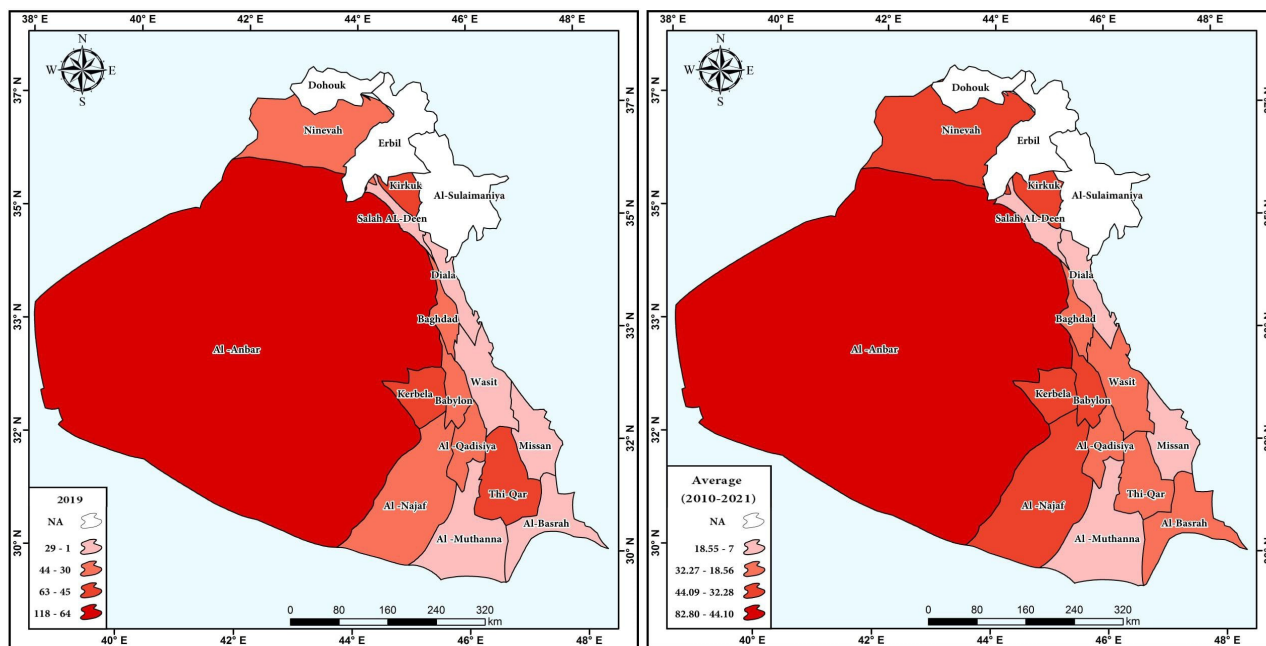 38° E 40° E 42° E 44° E 46° E 48° E
N
W E
S
37° N
35° N
33° N
32° N
30° N
37° N
35° N
33° N
32° N
30° N
Dohouk
Ninevah
Erbil
Kirkuk
Al-Sulaimaniya
Salah AL-Deen
Diala
Baghdad
Al -Anbar
Wasit
Kerbela
Babylon
Al -Qadisiya
Missan
Thi-Qar
Al -Najaf
Al-Basrah
Al -Muthanna
2019
NA
29 - 1
44 - 30
63 - 45
118 - 64
0 80 160 240 320
km
40° E 42° E 44° E 46° E 48° E
38° E 40° E 42° E 44° E 46° E 48° E
N
W E
S
37° N
35° N
33° N
32° N
30° N
Dohouk
Ninevah
Erbil
Kirkuk
Al-Sulaimaniya
Salah AL-Deen
Diala
Baghdad
Al -Anbar
Wasit
Kerbela
Babylon
Al -Qadisiya
Missan
Thi-Qar
Al -Najaf
Al -Basrah
Al -Muthanna
Average
(2010-2021)
NA
18.55 - 7
32.27 - 18.56
44.09 - 32.28
82.80 - 44.10
0 80 160 240 320
km
40° E 42° E 44° E 46° E 48° E